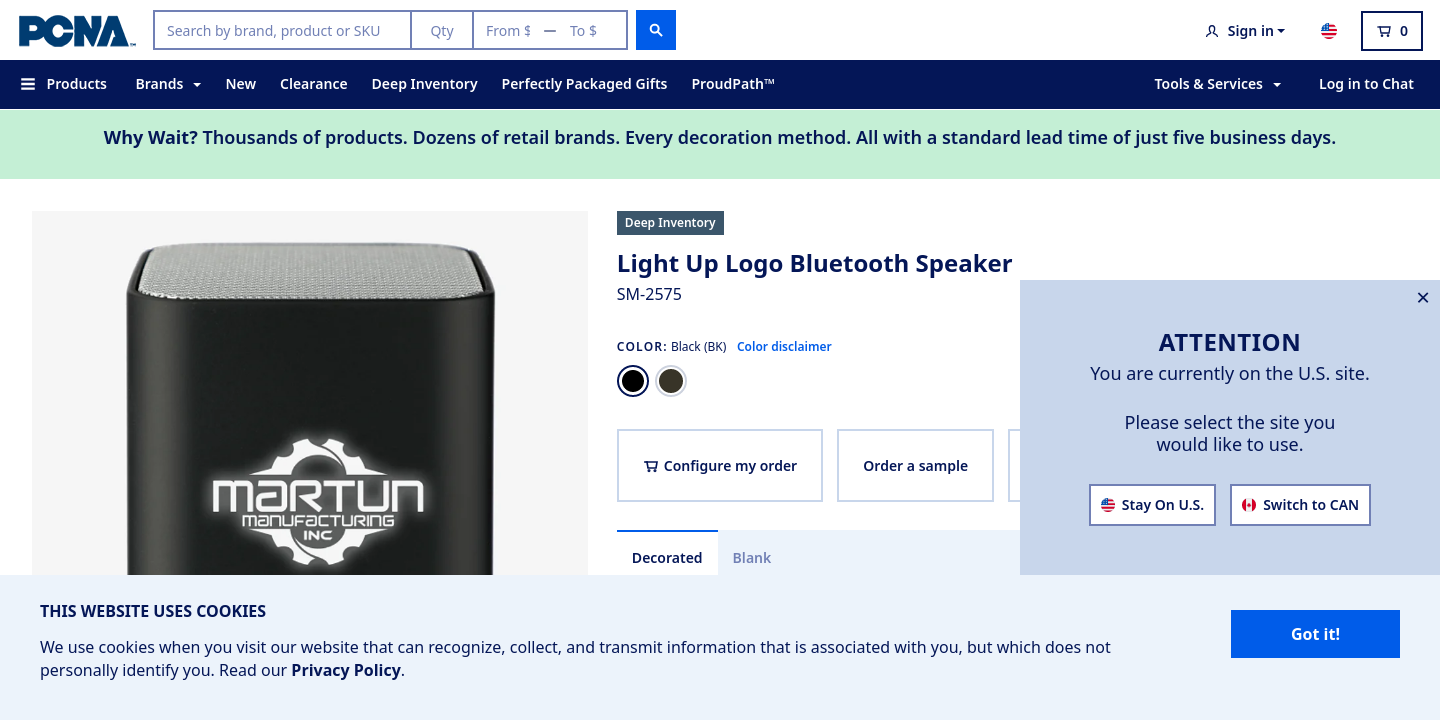 PCNA
Search by brand, product or SKU
Qty
From $ — To $
Sign in
0
Products
Brands
New
Clearance
Deep Inventory
Perfectly Packaged Gifts
ProudPath™
Tools & Services
Log in to Chat
Why Wait? Thousands of products. Dozens of retail brands. Every decoration method. All with a standard lead time of just five business days.
MARTUN
MANUFACTURING
INC
Deep Inventory
Light Up Logo Bluetooth Speaker
SM-2575
COLOR: Black (BK) Color disclaimer
Configure my order
Order a sample
Decorated
Blank
ATTENTION
You are currently on the U.S. site.
Please select the site you
would like to use.
Stay On U.S.
Switch to CAN
THIS WEBSITE USES COOKIES
We use cookies when you visit our website that can recognize, collect, and transmit information that is associated with you, but which does not
personally identify you. Read our Privacy Policy.
Got it!